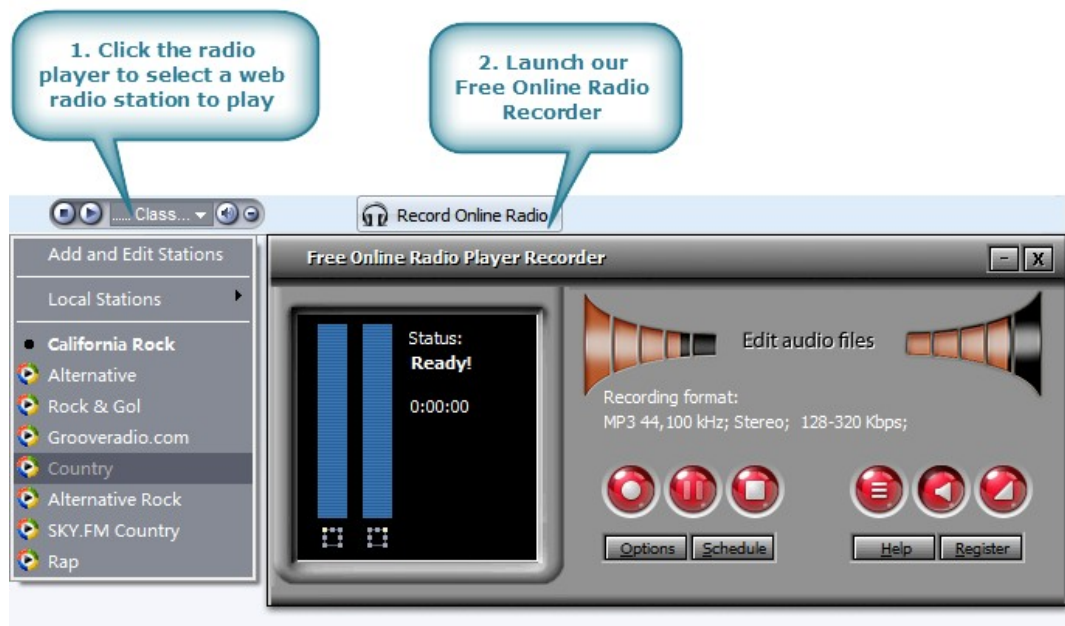 1. Click the radio
player to select a web
radio station to play
2. Launch our
Free Online Radio
Recorder
...... Class...
Record Online Radio
Add and Edit Stations
Local Stations
California Rock
Alternative
Rock & Gol
Grooveradio.com
Country
Alternative Rock
SKY.FM Country
Rap
Free Online Radio Player Recorder
- X
Status:
Ready!
0:00:00
Edit audio files
Recording format:
MP3 44,100 kHz; Stereo; 128-320 Kbps;
Options Schedule Help Register